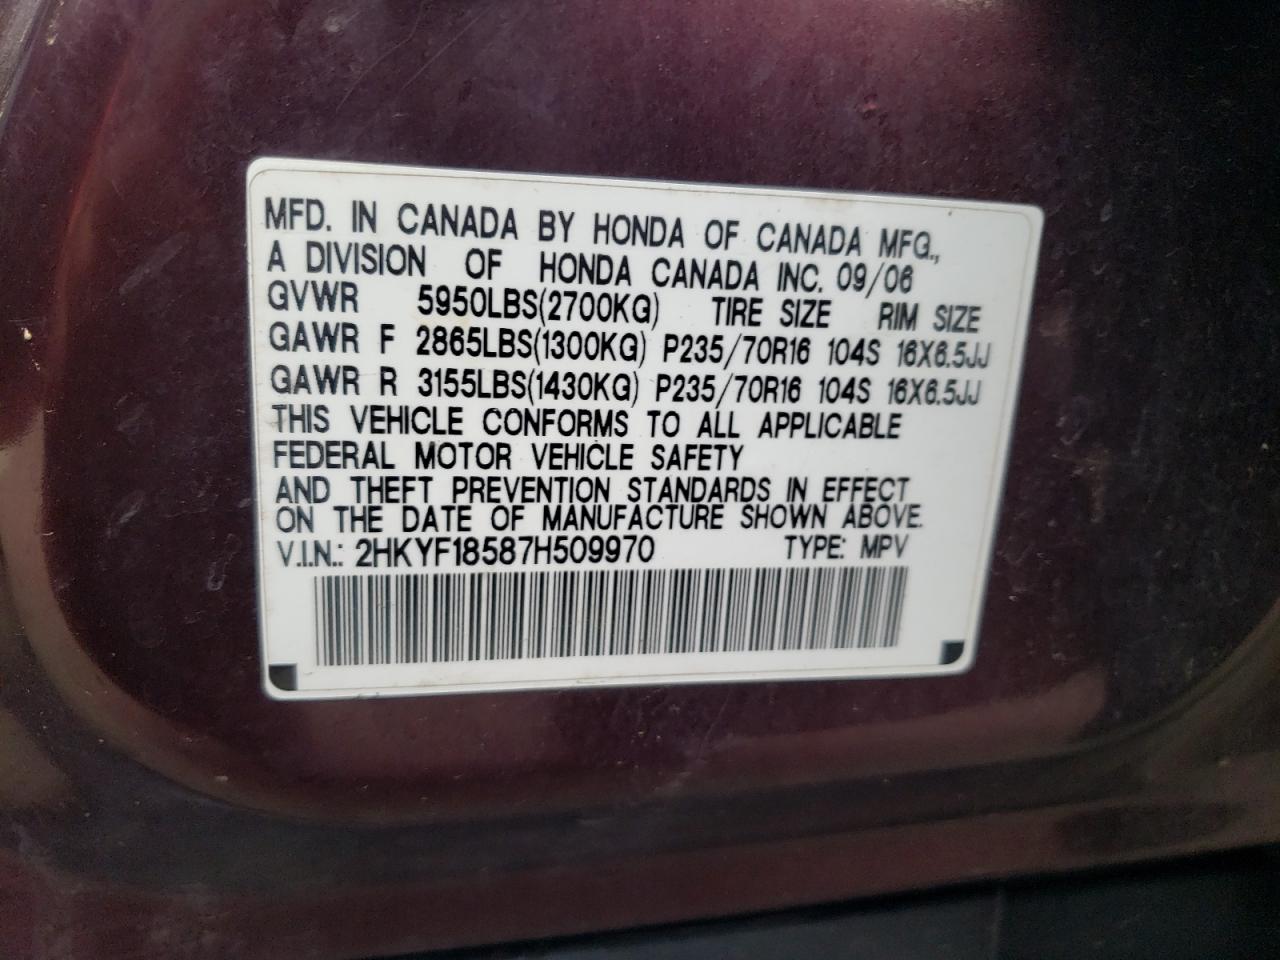 MFD. IN CANADA BY HONDA OF CANADA MFG.,
A DIVISION OF HONDA CANADA INC. 09/06
GVWR 5950LBS(2700KG) TIRE SIZE RIM SIZE
GAWR F 2865LBS(1300KG) P235/70R16 104S 16X6.5JJ
GAWR R 3155LBS(1430KG) P235/70R16 104S 16X6.5JJ
THIS VEHICLE CONFORMS TO ALL APPLICABLE
FEDERAL MOTOR VEHICLE SAFETY
AND THEFT PREVENTION STANDARDS IN EFFECT
ON THE DATE OF MANUFACTURE SHOWN ABOVE.
V.I.N.: 2HKYF18587H509970 TYPE: MPV